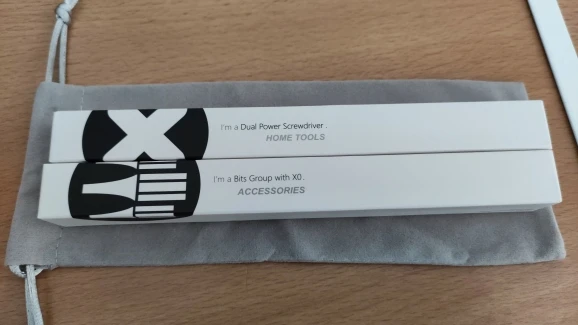 I'm a Dual Power Screwdriver .
HOME TOOLS
I'm a Bits Group with X0 .
ACCESSORIES